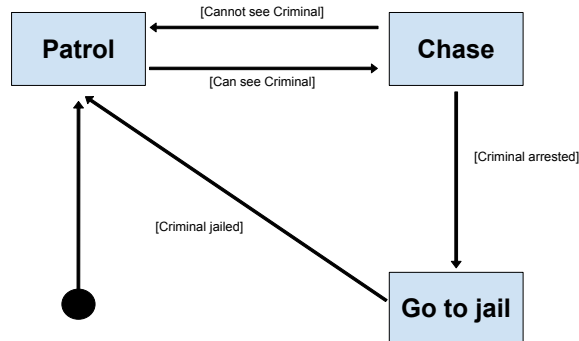 [Cannot see Criminal]
Patrol
Chase
[Can see Criminal]
[Criminal arrested]
[Criminal jailed]
Go to jail